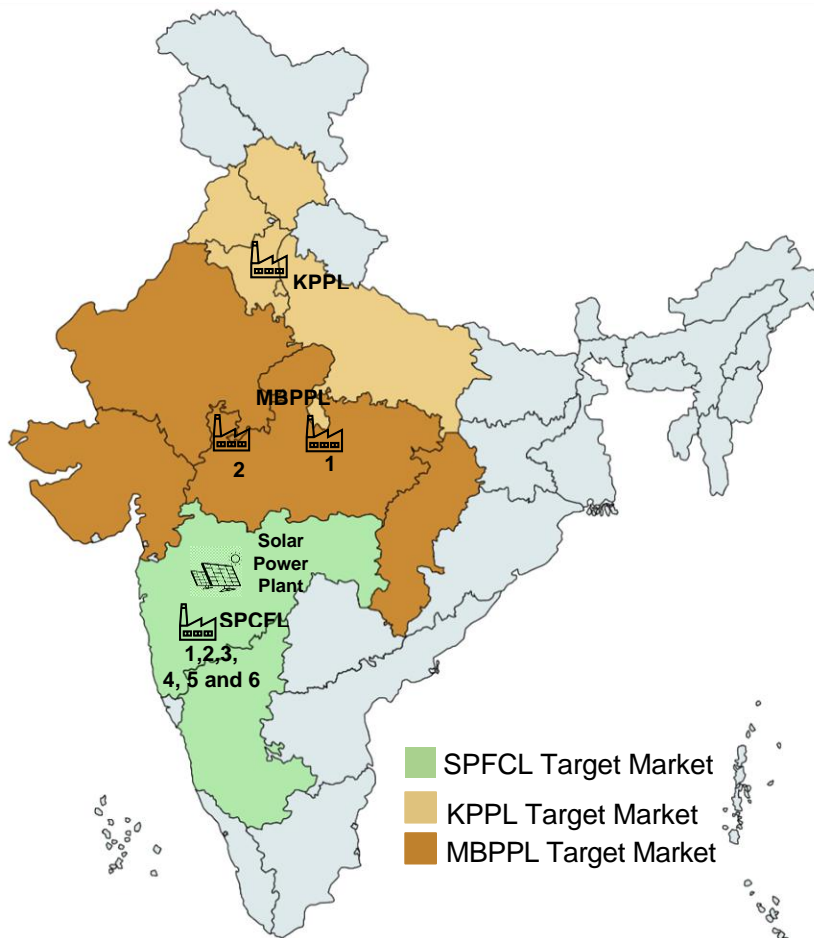 KPPL
MBPPL
2
1
Solar
Power
Plant
SPCFL
1,2,3,
4, 5 and 6
SPFCL Target Market
KPPL Target Market
MBPPL Target Market